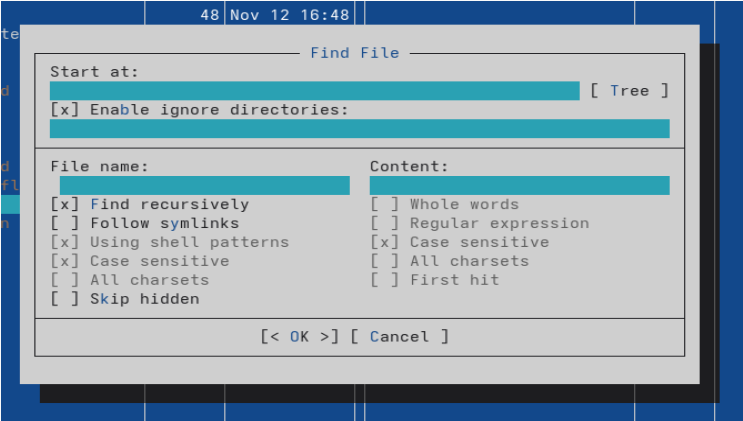 48 Nov 12 16:48
te
Find File
Start at:
d [ Tree ]
[x] Enable ignore directories:
d File name: Content:
fl
[x] Find recursively [ ] Whole words
n [ ] Follow symlinks [ ] Regular expression
[x] Using shell patterns [x] Case sensitive
[x] Case sensitive [ ] All charsets
[ ] All charsets [ ] First hit
[ ] Skip hidden
[< OK >] [ Cancel ]